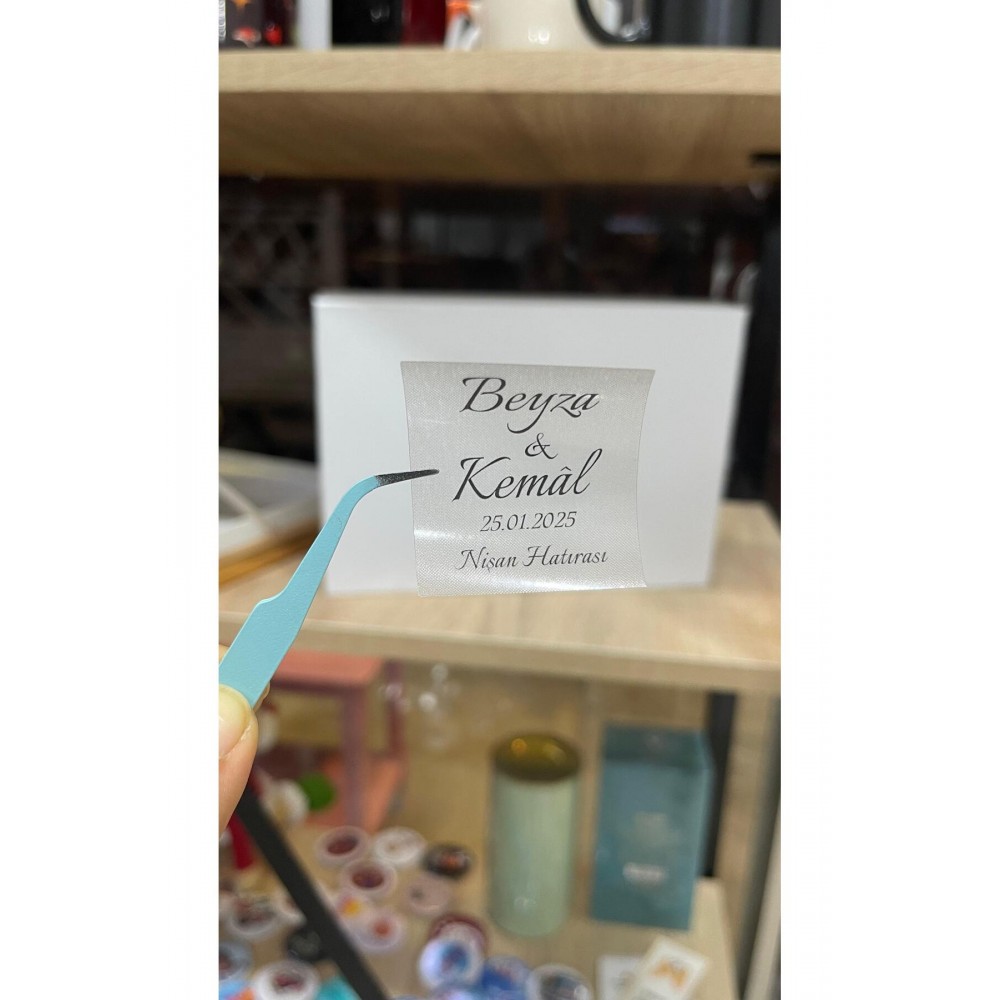 Beyza
&
Kemâl
25.01.2025
Nişan Hatırası